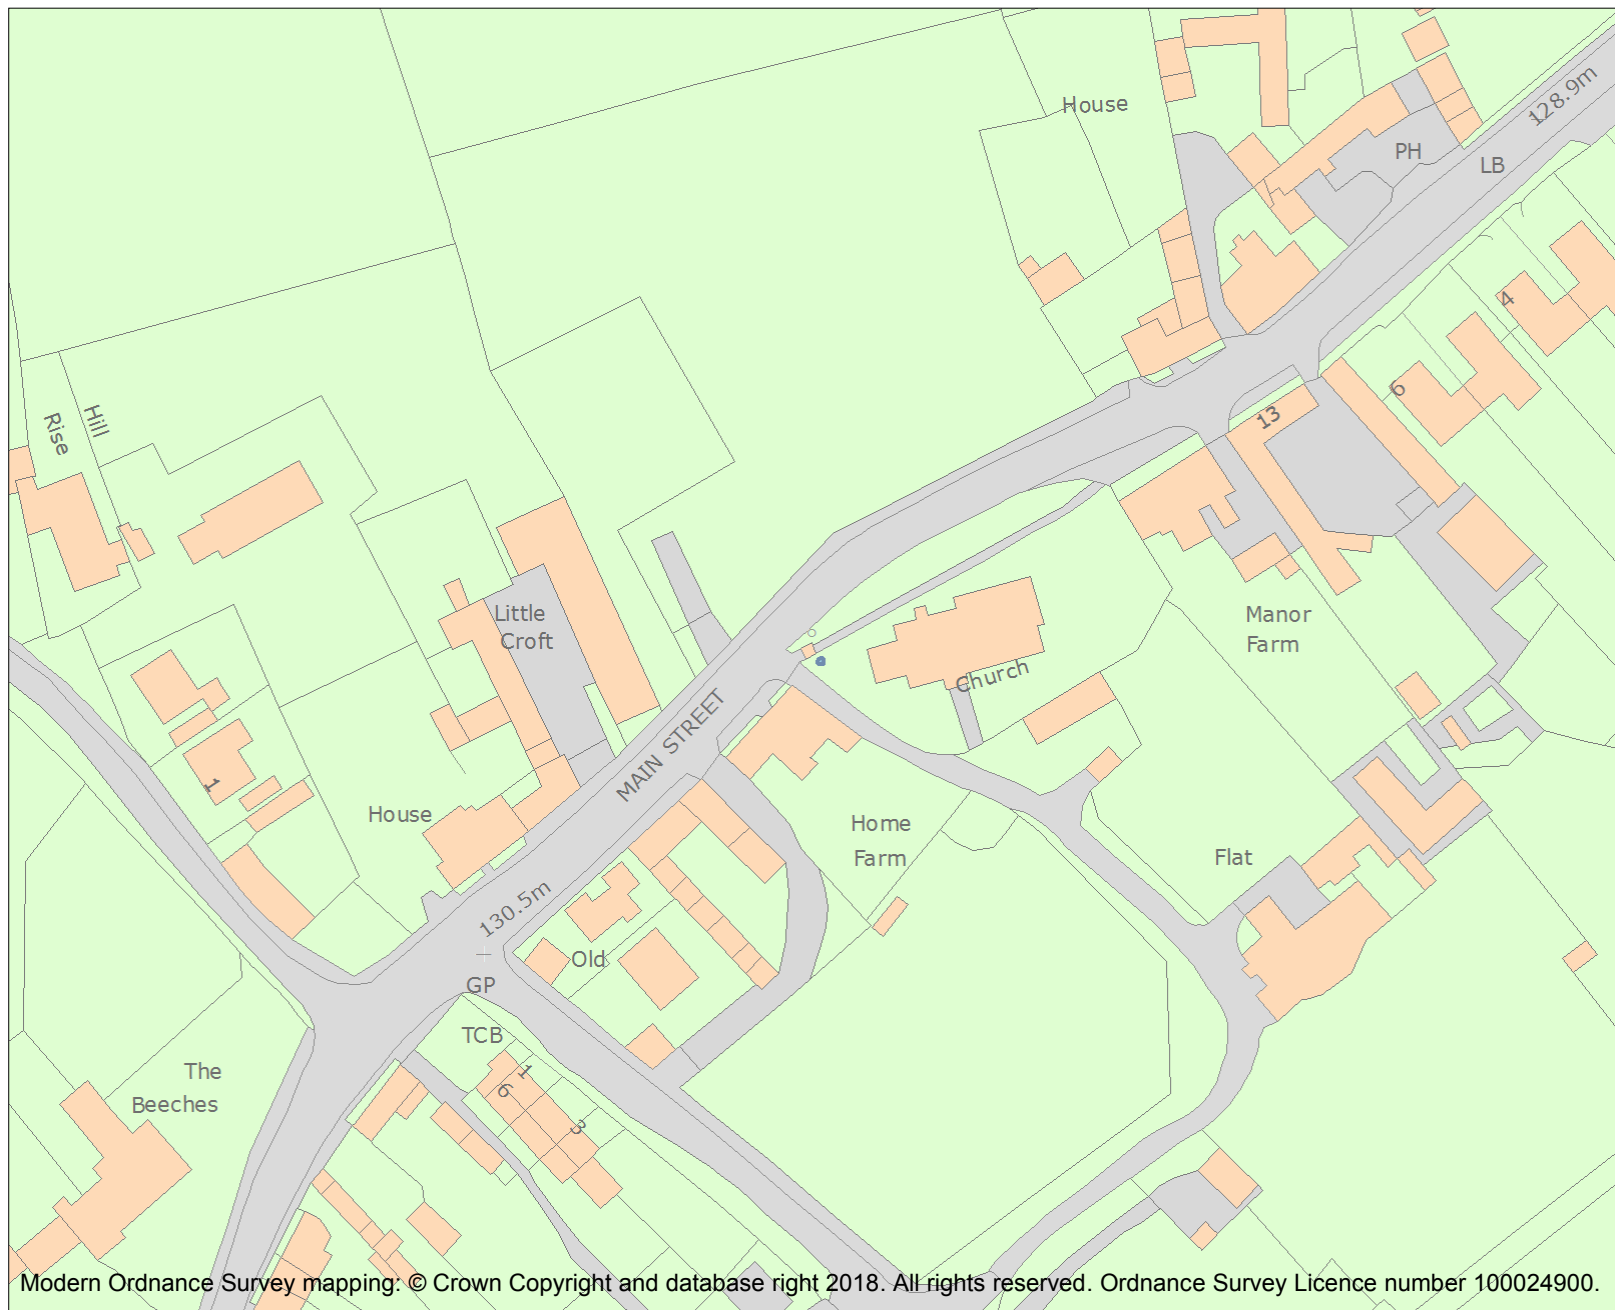 128.9m
House
PH
LB
4
6
13
Hill
Rise
Little
Croft
Manor
Farm
Church
MAIN STREET
1
House
Home
Farm
Flat
130.5m
Old
GP
TCB
The
Beeches
1
6
3
Modern Ordnance Survey mapping: © Crown Copyright and database right 2018. All rights reserved. Ordnance Survey Licence number 100024900.